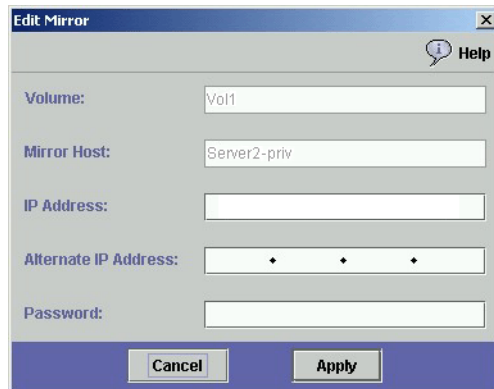 Edit Mirror
Help
Volume: Vol1
Mirror Host: Server2-priv
IP Address:
Alternate IP Address: . . .
Password:
Cancel Apply